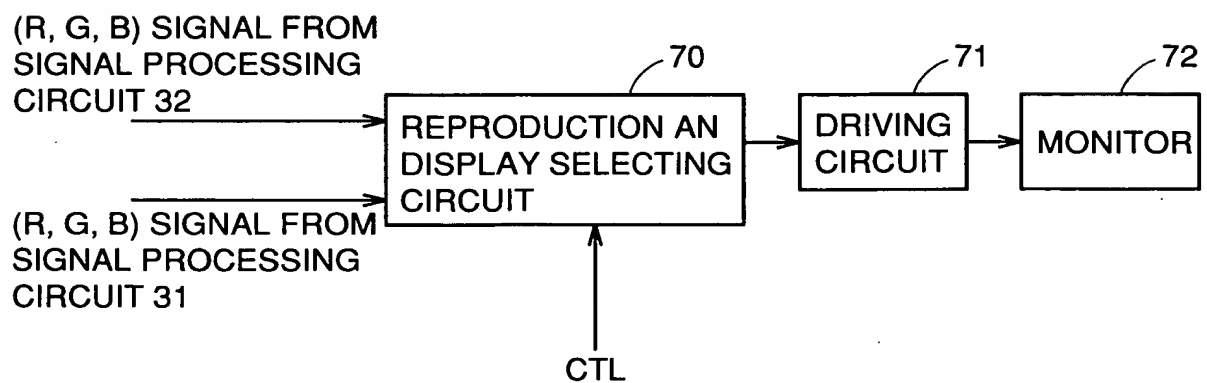 (R, G, B) SIGNAL FROM
SIGNAL PROCESSING
CIRCUIT 32
70
REPRODUCTION AN
DISPLAY SELECTING
CIRCUIT
71
DRIVING
CIRCUIT
72
MONITOR
(R, G, B) SIGNAL FROM
SIGNAL PROCESSING
CIRCUIT 31
CTL